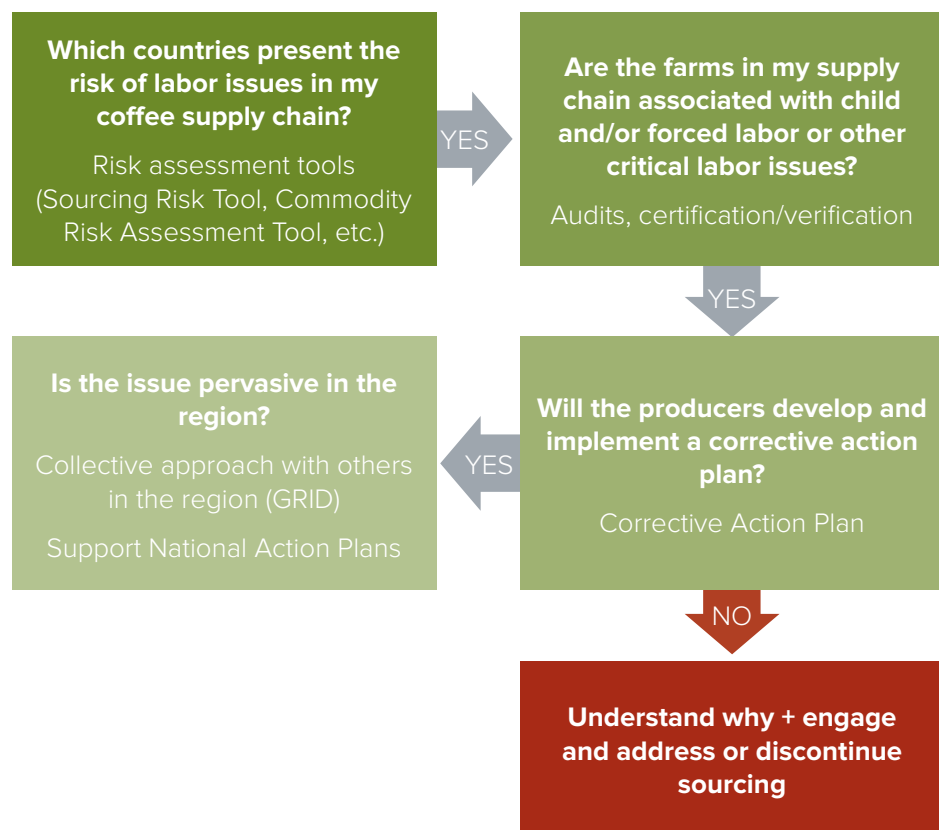 Which countries present the
risk of labor issues in my
coffee supply chain?
Risk assessment tools
(Sourcing Risk Tool, Commodity
Risk Assessment Tool, etc.)
YES
Are the farms in my supply
chain associated with child
and/or forced labor or other
critical labor issues?
Audits, certification/verification
YES
Will the producers develop and
implement a corrective action
plan?
Corrective Action Plan
YES
Is the issue pervasive in the
region?
Collective approach with others
in the region (GRID)
Support National Action Plans
NO
Understand why + engage
and address or discontinue
sourcing